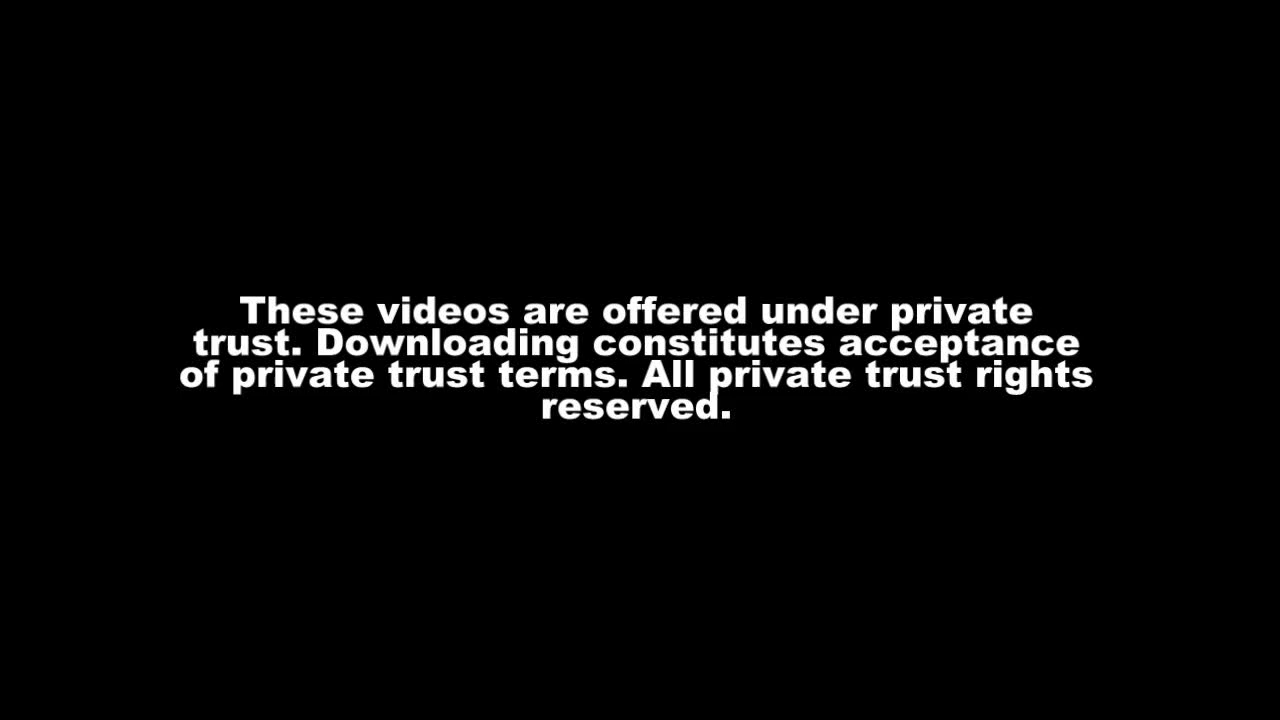 These videos are offered under private
trust. Downloading constitutes acceptance
of private trust terms. All private trust rights
reserved.